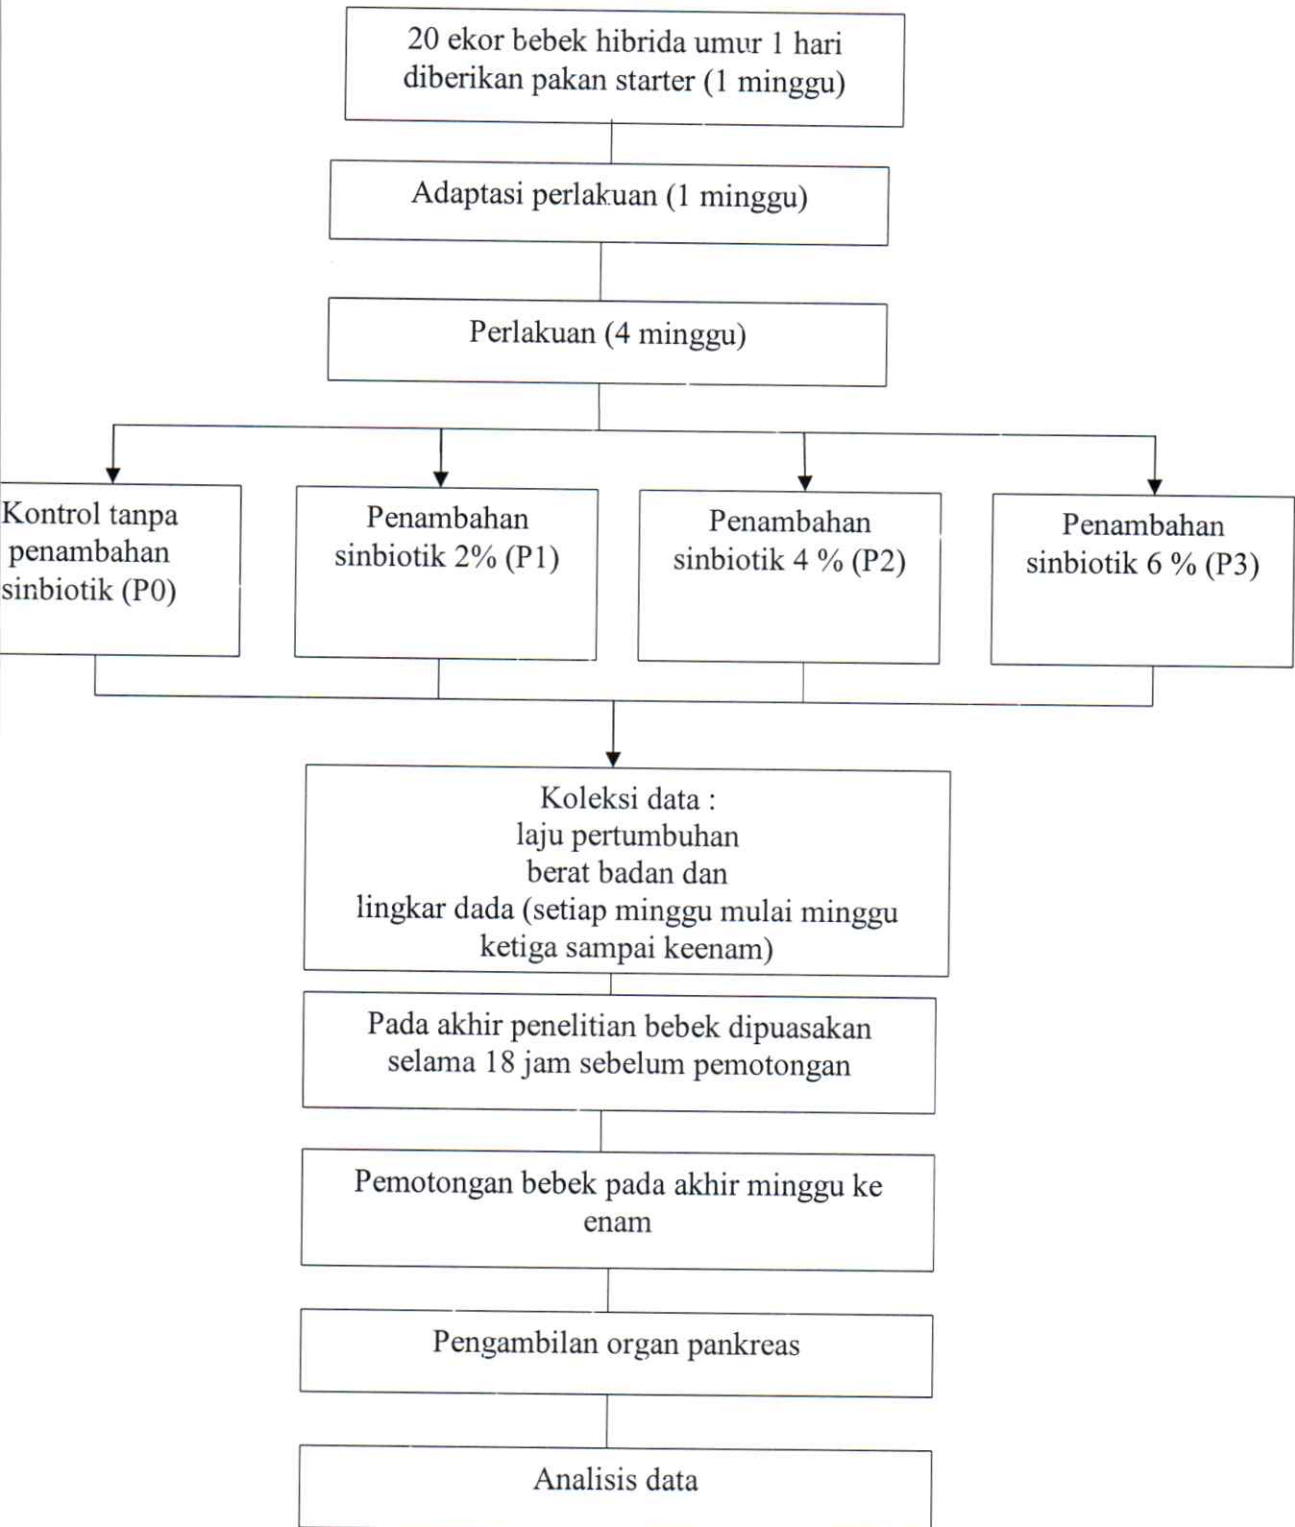 20 ekor bebek hibrida umur 1 hari
diberikan pakan starter (1 minggu)
Adaptasi perlakuan (1 minggu)
Perlakuan (4 minggu)
Kontrol tanpa
penambahan
sinbiotik (P0)
Penambahan
sinbiotik 2% (P1)
Penambahan
sinbiotik 4 % (P2)
Penambahan
sinbiotik 6 % (P3)
Koleksi data :
laju pertumbuhan
berat badan dan
lingkar dada (setiap minggu mulai minggu
ketiga sampai keenam)
Pada akhir penelitian bebek dipuasakan
selama 18 jam sebelum pemotongan
Pemotongan bebek pada akhir minggu ke
enam
Pengambilan organ pankreas
Analisis data